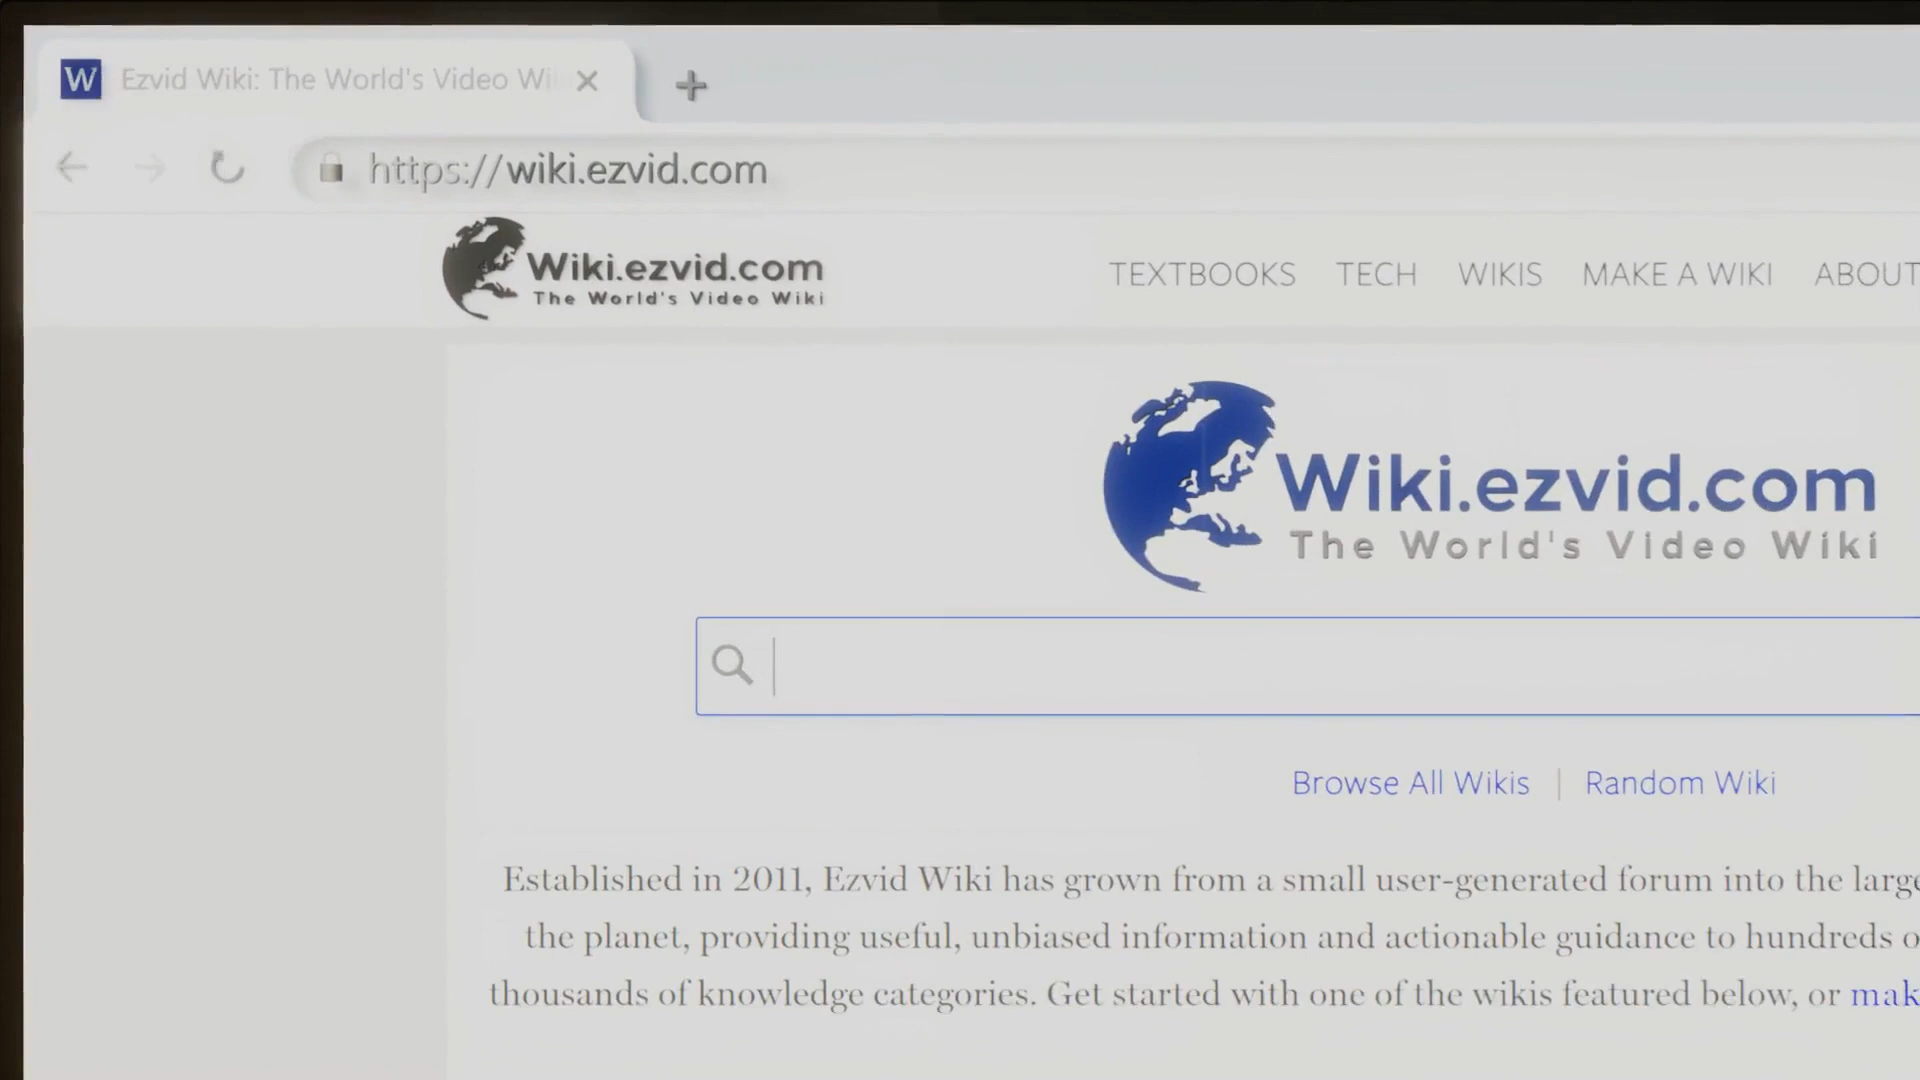 W Ezvid Wiki: The World's Video Wi
https://wiki.ezvid.com
Wiki.ezvid.com
The World's Video Wiki
TEXTBOOKS TECH WIKIS MAKE A WIKI ABOUT
Wiki.ezvid.com
The World's Video Wiki
Browse All Wikis | Random Wiki
Established in 2011, Ezvid Wiki has grown from a small user-generated forum into the large
the planet, providing useful, unbiased information and actionable guidance to hundreds o
thousands of knowledge categories. Get started with one of the wikis featured below, or mak